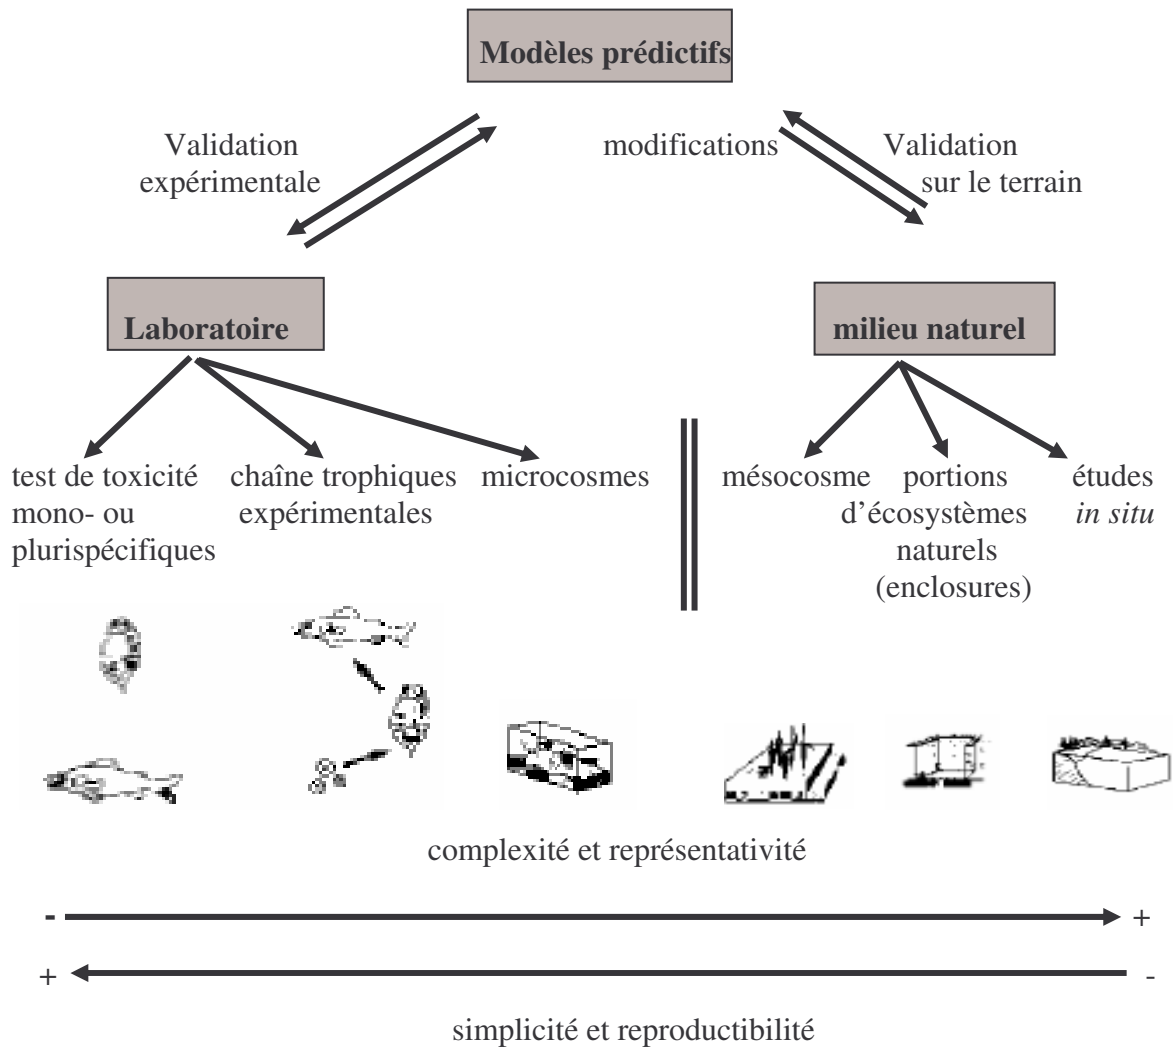 Modèles prédictifs
Validation
expérimentale
modifications
Validation
sur le terrain
Laboratoire
milieu naturel
test de toxicité
mono- ou
plurispécifiques
chaîne trophiques
expérimentales
microcosmes
mésocosme
portions
d'écosystèmes
naturels
(enclosures)
études
in situ
complexité et représentativité
- +
+ -
simplicité et reproductibilité